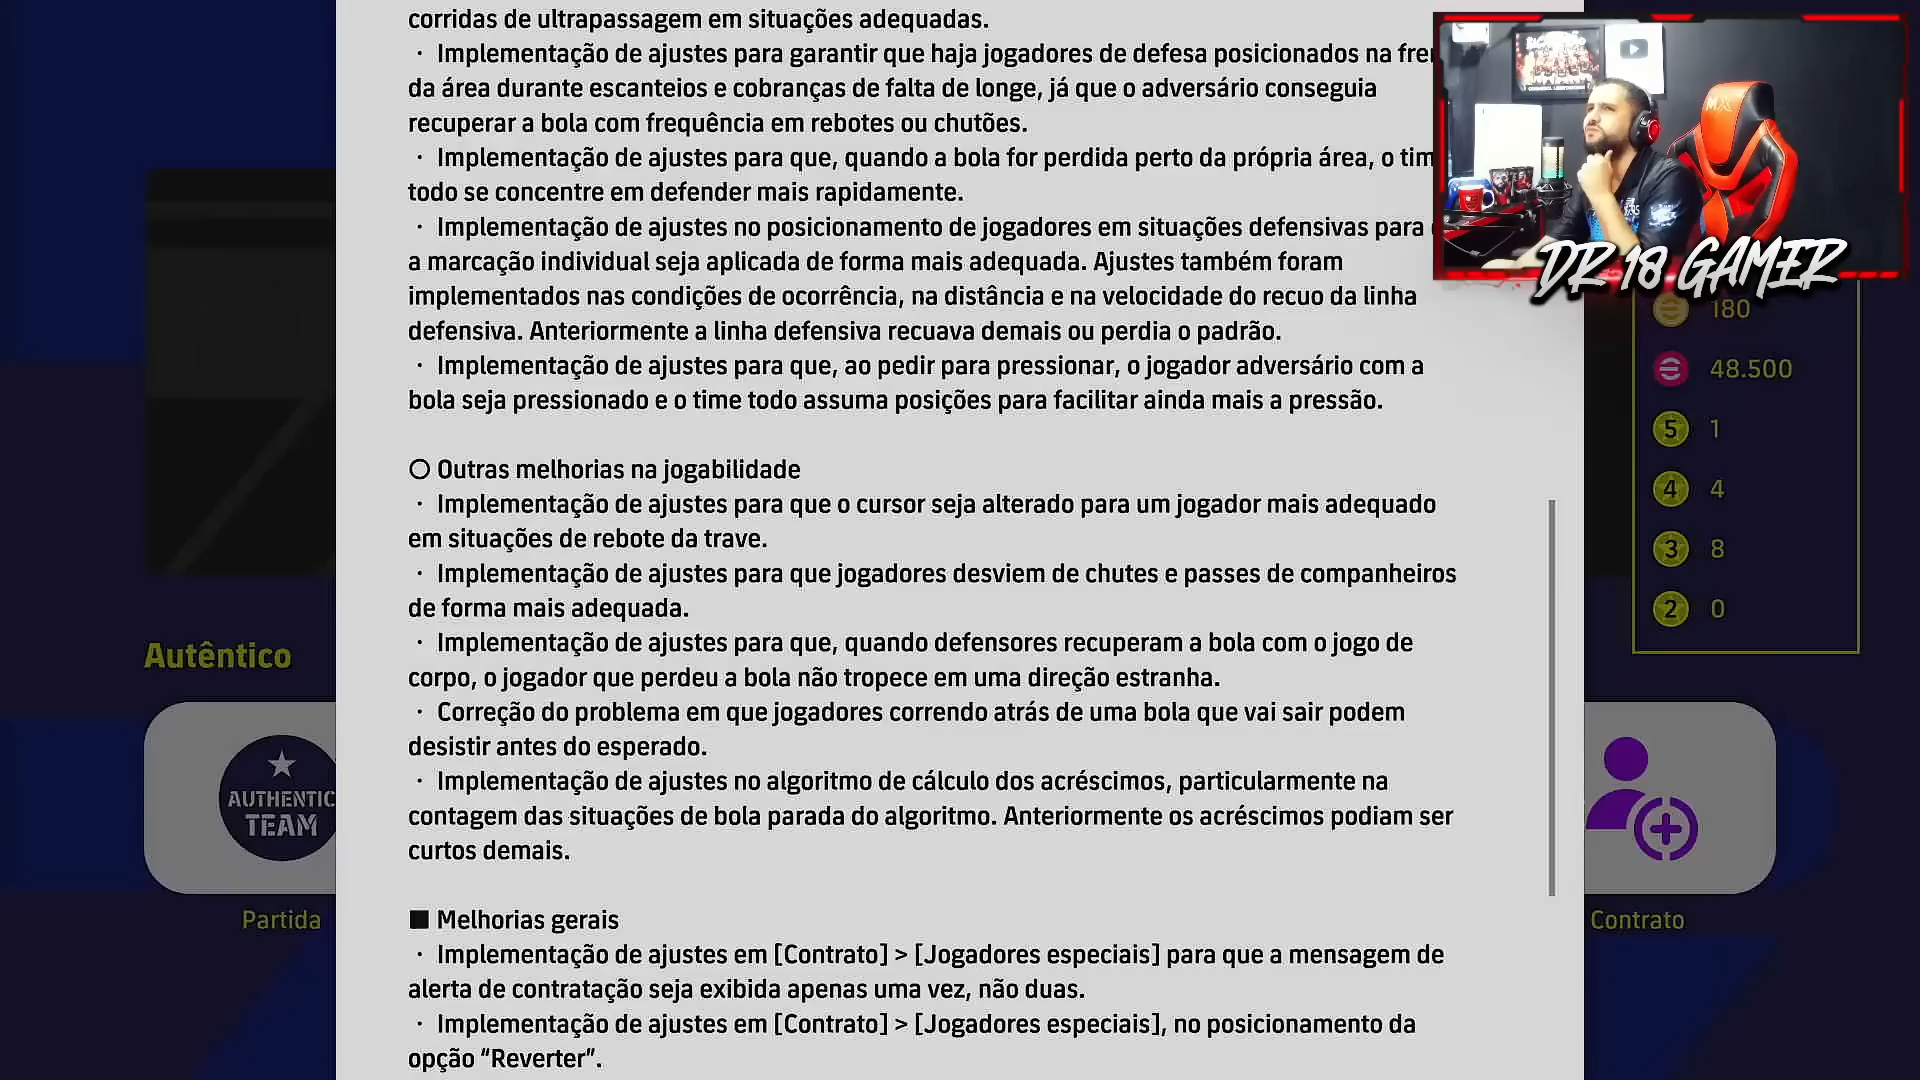 corridas de ultrapassagem em situações adequadas.
· Implementação de ajustes para garantir que haja jogadores de defesa posicionados na
da área durante escanteios e cobranças de falta de longe, já que o adversário conseguia
recuperar a bola com frequência em rebotes ou chutões.
· Implementação de ajustes para que, quando a bola for perdida perto da própria área, o
todo se concentre em defender mais rapidamente.
· Implementação de ajustes no posicionamento de jogadores em situações defensivas para
a marcação individual seja aplicada de forma mais adequada. Ajustes também foram
implementados nas condições de ocorrência, na distância e na velocidade do recuo da linha
defensiva. Anteriormente a linha defensiva recuava demais ou perdia o padrão.
· Implementação de ajustes para que, ao pedir para pressionar, o jogador adversário com a
bola seja pressionado e o time todo assuma posições para facilitar ainda mais a pressão.
○ Outras melhorias na jogabilidade
· Implementação de ajustes para que o cursor seja alterado para um jogador mais adequado
em situações de rebote da trave.
· Implementação de ajustes para que jogadores desviem de chutes e passes de companheiros
de forma mais adequada.
· Implementação de ajustes para que, quando defensores recuperam a bola com o jogo de
corpo, o jogador que perdeu a bola não tropece em uma direção estranha.
· Correção do problema em que jogadores correndo atrás de uma bola que vai sair podem
desistir antes do esperado.
· Implementação de ajustes no algoritmo de cálculo dos acréscimos, particularmente na
contagem das situações de bola parada do algoritmo. Anteriormente os acréscimos podiam ser
curtos demais.
■ Melhorias gerais
· Implementação de ajustes em [Contrato] > [Jogadores especiais] para que a mensagem de
alerta de contratação seja exibida apenas uma vez, não duas.
· Implementação de ajustes em [Contrato] > [Jogadores especiais], no posicionamento da
opção “Reverter”.
DR 18 GAMER
180
48.500
5 1
4 4
3 8
2 0
Autêntico
AUTHENTIC
TEAM
Partida
Contrato